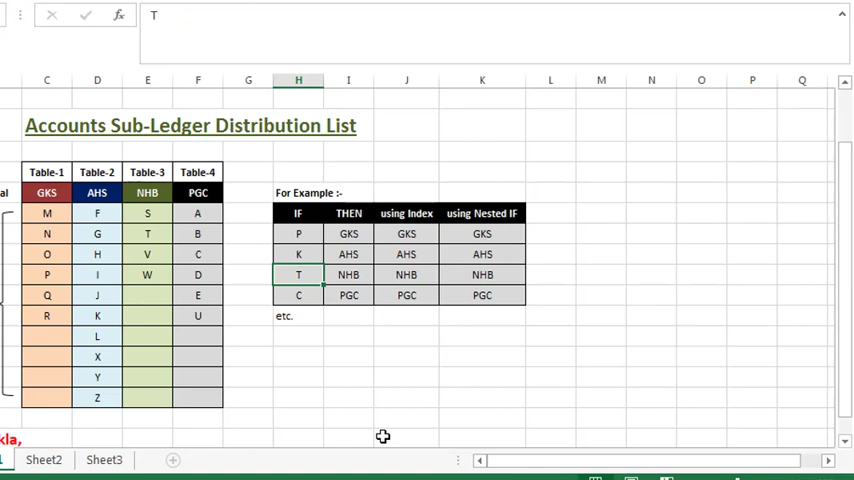 fx T
C D E F G H I J K L M N O P Q
Accounts Sub-Ledger Distribution List
Table-1 Table-2 Table-3 Table-4
al GKS AHS NHB PGC For Example :-
M F S A IF THEN using Index using Nested IF
N G T B P GKS GKS GKS
O H V C K AHS AHS AHS
P I W D T NHB NHB NHB
Q J E C PGC PGC PGC
R K U etc.
L
X
Y
Z
kla,
1 Sheet2 Sheet3